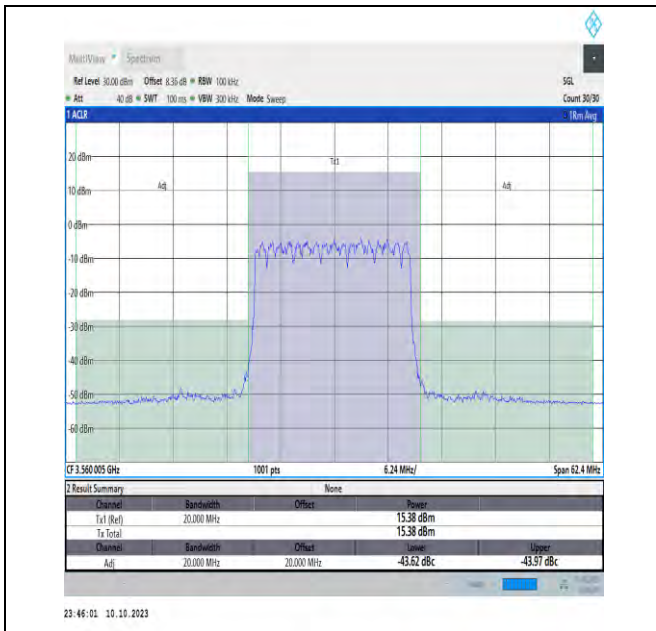 MultiView Spectrum
Ref Level 30.00 dBm Offset 8.36 dB RBW 100 kHz SGL
Att 40 dB SWT 100 ms VBW 300 kHz Mode Sweep Count 30/30
1 ACLR 1Rm Avg
Tx1
20 dBm
Adj Adj
10 dBm
0 dBm
-10 dBm
-20 dBm
-30 dBm
-40 dBm
-50 dBm
-60 dBm
CF 3.560 005 GHz 1001 pts 6.24 MHz/ Span 62.4 MHz
2 Result Summary None
Channel Bandwidth Offset Power
Tx1 (Ref) 20.000 MHz 15.38 dBm
Tx Total 15.38 dBm
Channel Bandwidth Offset Lower Upper
Adj 20.000 MHz 20.000 MHz -43.62 dBc -43.97 dBc
23:46:01 10.10.2023